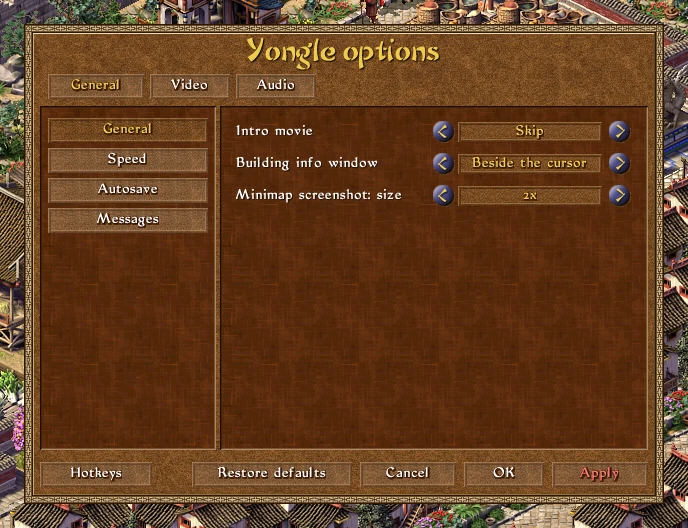 Yongle options
General
Video
Audio
General
Speed
Autosave
Messages
Intro movie
Skip
Building info window
Beside the cursor
Minimap screenshot: size
2x
Hotkeys
Restore defaults
Cancel
OK
Apply